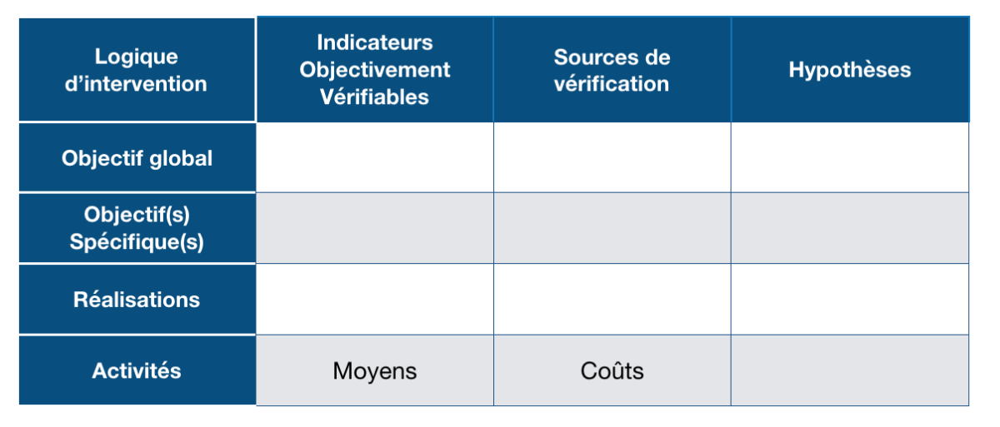 Logique
d’intervention
Indicateurs
Objectivement
Vérifiables
Sources de
vérification
Hypothèses
Objectif global
Objectif(s)
Spécifique(s)
Réalisations
Activités
Moyens
Coûts